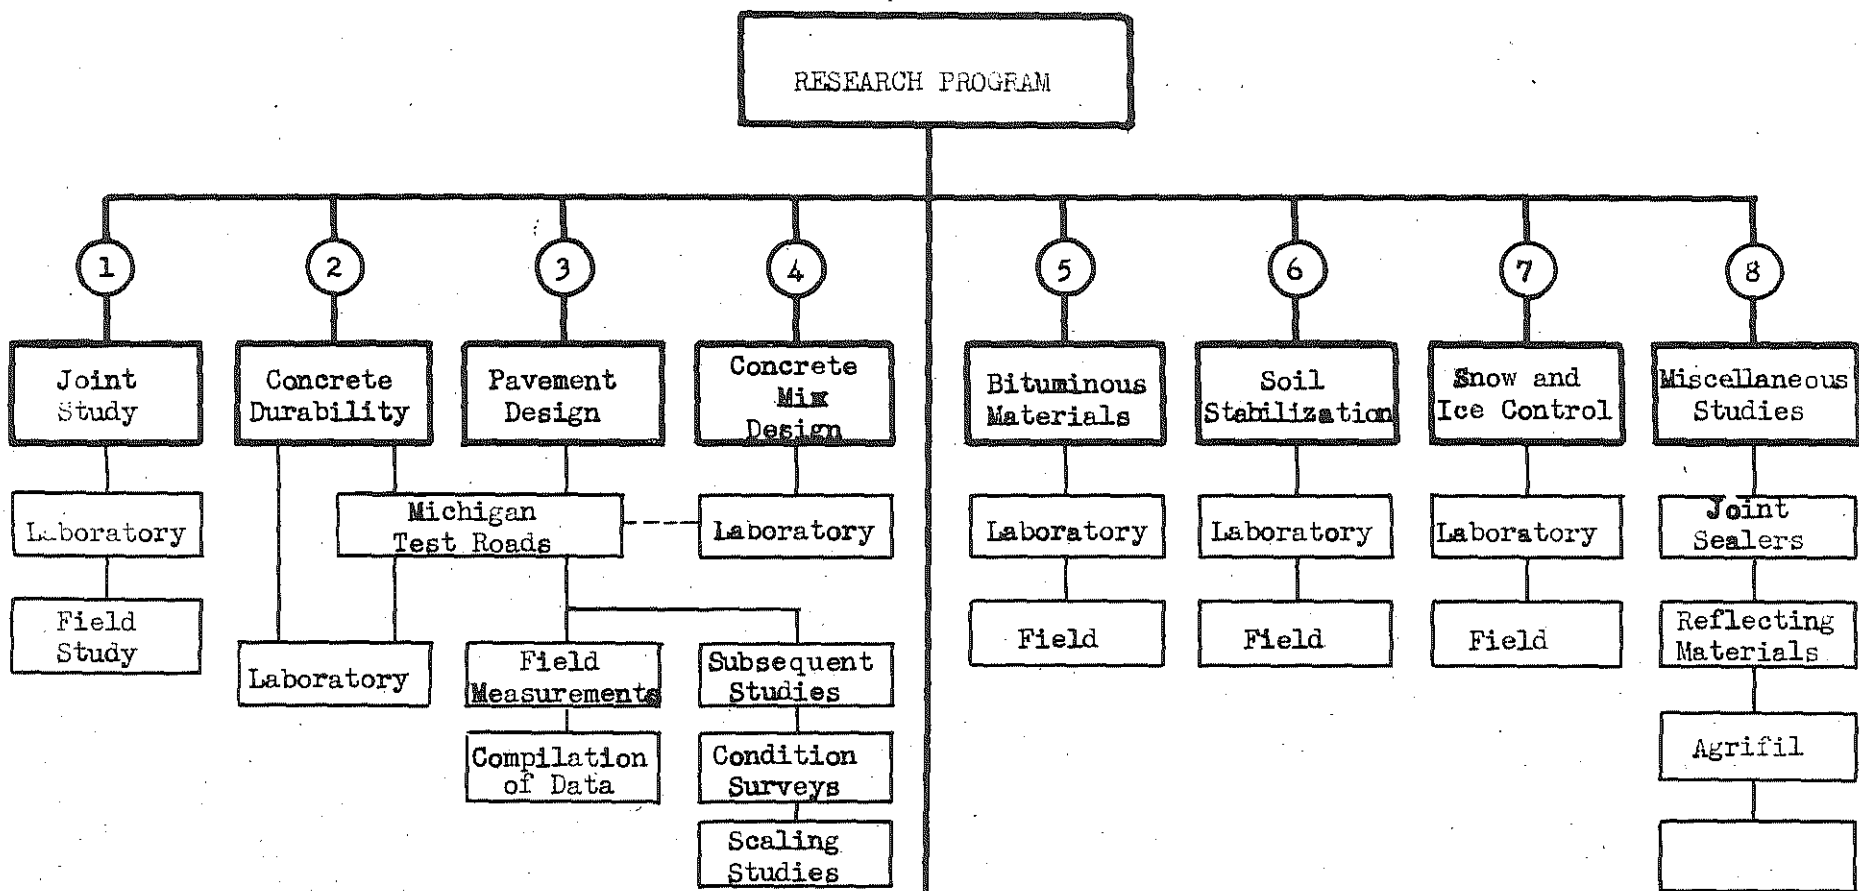 RESEARCH PROGRAM
1
2
3
4
5
6
7
8
Joint
Study
Concrete
Durability
Pavement
Design
Concrete
Mix
Design
Bituminous
Materials
Soil
Stabilization
Snow and
Ice Control
Miscellaneous
Studies
Laboratory
Michigan
Test Roads
Laboratory
Laboratory
Laboratory
Laboratory
Joint
Sealers
Field
Study
Laboratory
Field
Measurements
Subsequent
Studies
Field
Field
Field
Reflecting
Materials
Compilation
of Data
Condition
Surveys
Agrifil
Scaling
Studies